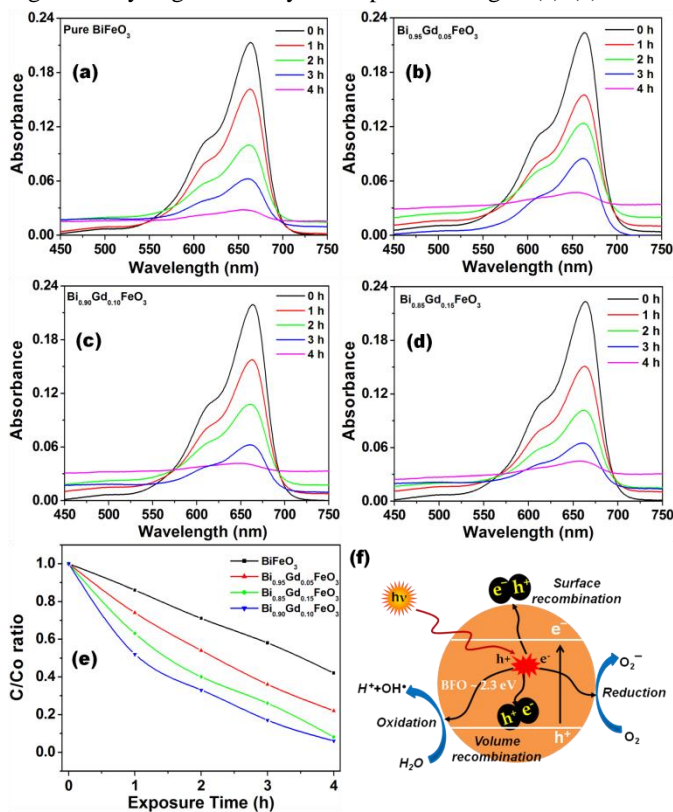 Pure BiFeO3
(a)
0 h
1 h
2 h
3 h
4 h
Absorbance
0.24
0.18
0.12
0.06
0.00
450 500 550 600 650 700 750
Wavelength (nm)
Bi0.95Gd0.05FeO3
(b)
0 h
1 h
2 h
3 h
4 h
Absorbance
0.24
0.18
0.12
0.06
0.00
450 500 550 600 650 700 750
Wavelength (nm)
Bi0.90Gd0.10FeO3
(c)
0 h
1 h
2 h
3 h
4 h
Absorbance
0.24
0.18
0.12
0.06
0.00
450 500 550 600 650 700 750
Wavelength (nm)
Bi0.85Gd0.15FeO3
(d)
0 h
1 h
2 h
3 h
4 h
Absorbance
0.24
0.18
0.12
0.06
0.00
450 500 550 600 650 700 750
Wavelength (nm)
BiFeO3
Bi0.95Gd0.05FeO3
Bi0.85Gd0.15FeO3
Bi0.90Gd0.10FeO3
(e)
C/Co ratio
1.0
0.8
0.6
0.4
0.2
0.0
0 1 2 3 4
Exposure Time (h)
(f)
hν
e- h+
Surface
recombination
e-
h+ e-
BFO ~ 2.3 eV
O2-
Reduction
O2
H++OH•
Oxidation
H2O
h+ e-
h+
Volume
recombination